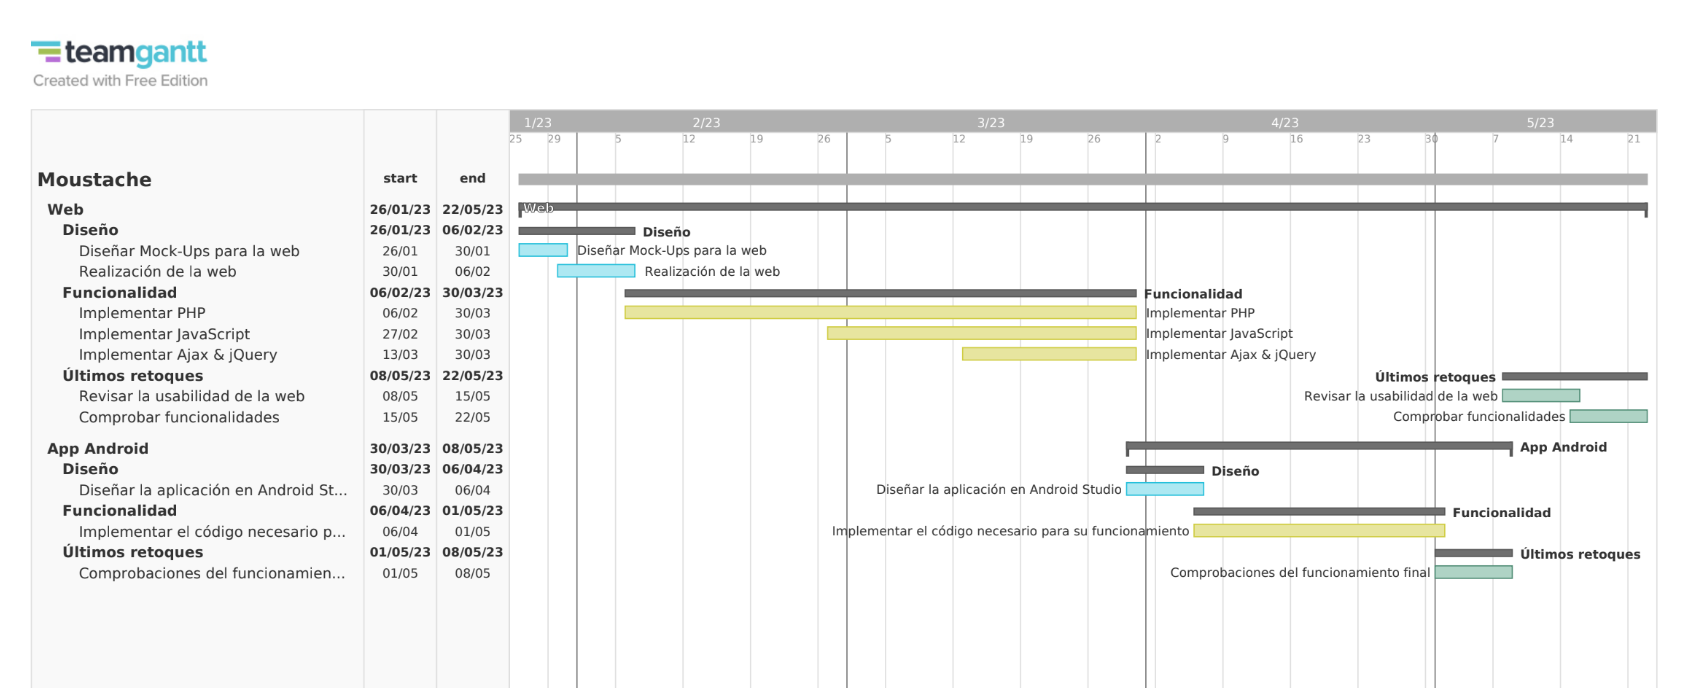 teamgantt
Created with Free Edition
1/23 2/23 3/23 4/23 5/23
25 29 5 12 19 26 5 12 19 26 2 9 16 23 30 7 14 21
Moustache start end
Web 26/01/23 22/05/23 Web
Diseño 26/01/23 06/02/23 Diseño
Diseñar Mock-Ups para la web 26/01 30/01 Diseñar Mock-Ups para la web
Realización de la web 30/01 06/02 Realización de la web
Funcionalidad 06/02/23 30/03/23 Funcionalidad
Implementar PHP 06/02 30/03 Implementar PHP
Implementar JavaScript 27/02 30/03 Implementar JavaScript
Implementar Ajax & jQuery 13/03 30/03 Implementar Ajax & jQuery
Últimos retoques 08/05/23 22/05/23 Últimos retoques
Revisar la usabilidad de la web 08/05 15/05 Revisar la usabilidad de la web
Comprobar funcionalidades 15/05 22/05 Comprobar funcionalidades
App Android 30/03/23 08/05/23 App Android
Diseño 30/03/23 06/04/23 Diseño
Diseñar la aplicación en Android St... 30/03 06/04 Diseñar la aplicación en Android Studio
Funcionalidad 06/04/23 01/05/23 Funcionalidad
Implementar el código necesario p... 06/04 01/05 Implementar el código necesario para su funcionamiento
Últimos retoques 01/05/23 08/05/23 Últimos retoques
Comprobaciones del funcionamien... 01/05 08/05 Comprobaciones del funcionamiento final